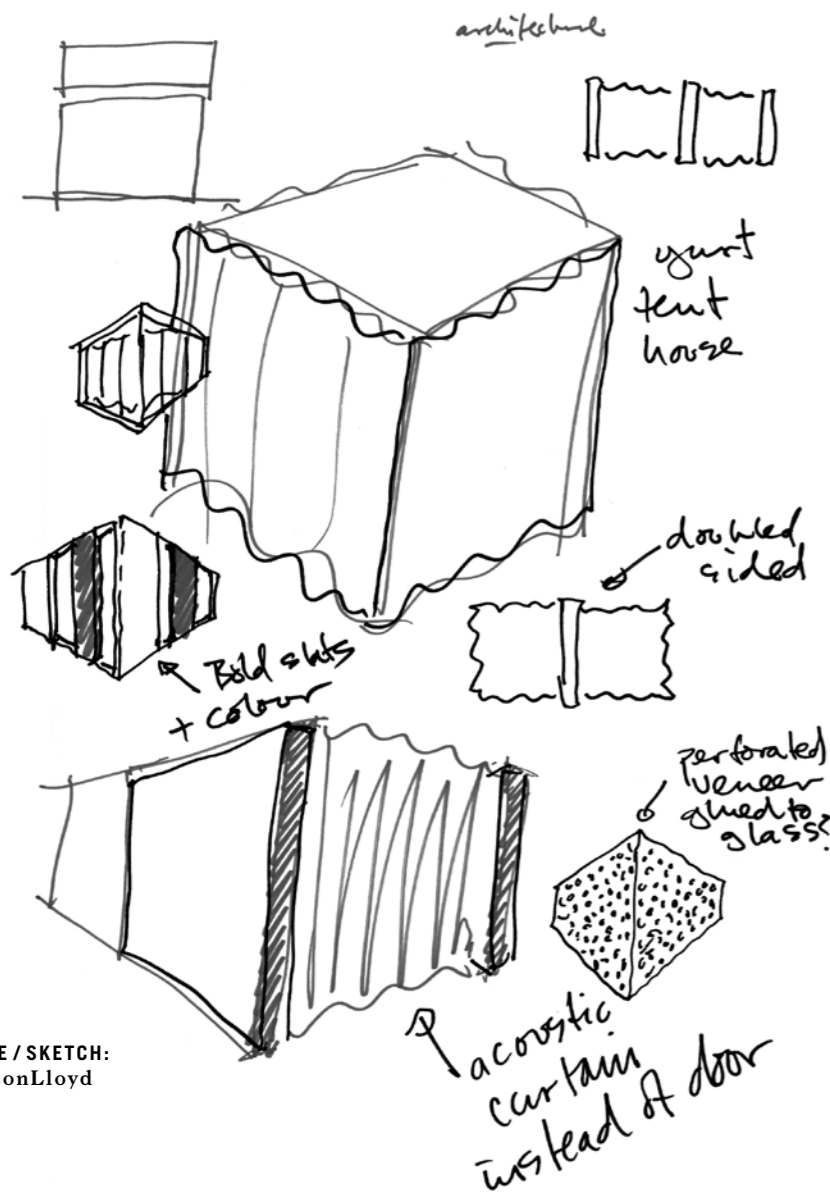 architecture
yurt
tent
house
doubled
sided
Bold slats
+ colour
perforated
veneer
glued to
glass?
E / SKETCH:
onLloyd
acoustic
curtain
instead of door